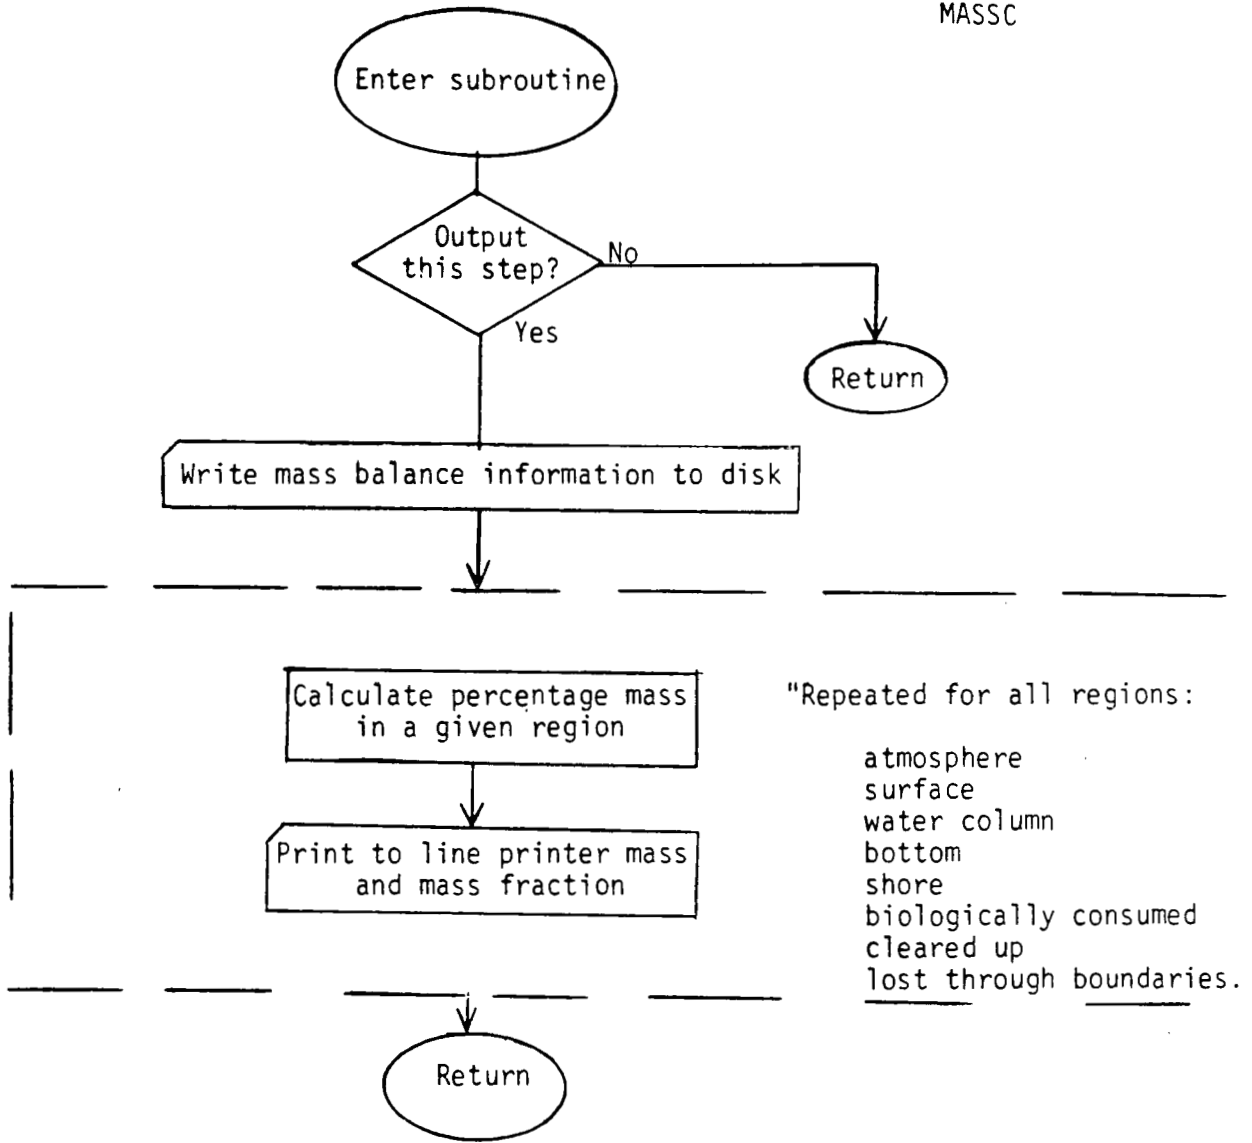 MASSC
Enter subroutine
Output
this step?
No
Yes
Return
Write mass balance information to disk
Calculate percentage mass
in a given region
Print to line printer mass
and mass fraction
"Repeated for all regions:
atmosphere
surface
water column
bottom
shore
biologically consumed
cleared up
lost through boundaries.
Return